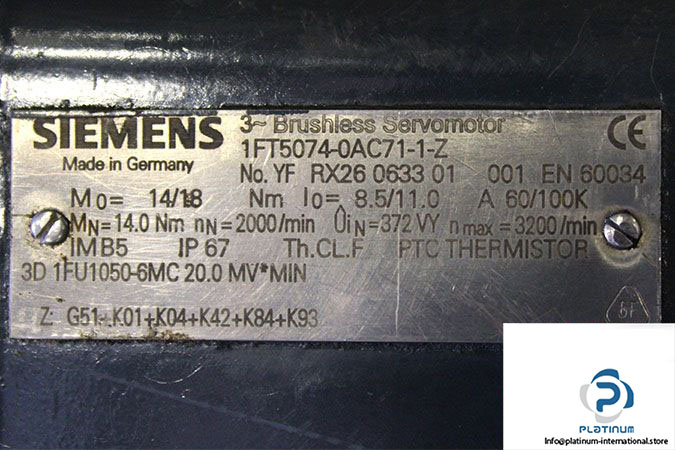 SIEMENS 3~ Brushless Servomotor CE
Made in Germany 1FT5074-0AC71-1-Z
No. YF RX26 0633 01 001 EN 60034
M0= 14/18 Nm I0= 8.5/11.0 A 60/100K
MN=14.0 Nm nN=2000/min ÛiN=372 VY nmax=3200/min
IM B5 IP 67 Th.CL.F PTC THERMISTOR
3D 1FU1050-6MC 20.0 MV*MIN
Z: G51+K01+K04+K42+K84+K93
PLATINUM
Info@platinum-international.store